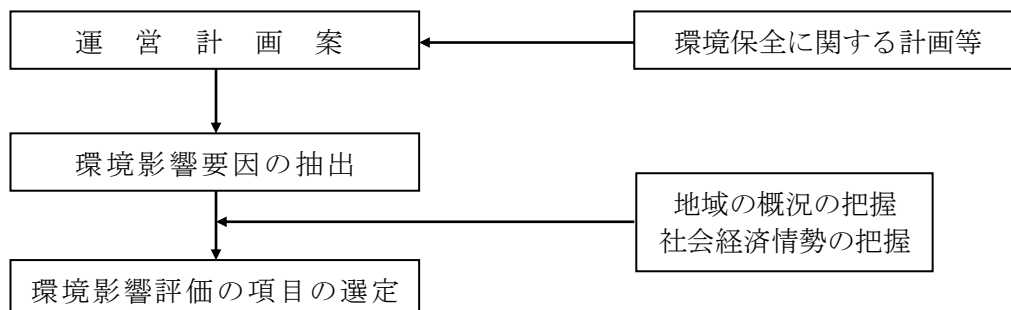 運営計画案
環境保全に関する計画等
環境影響要因の抽出
地域の概況の把握
社会経済情勢の把握
環境影響評価の項目の選定